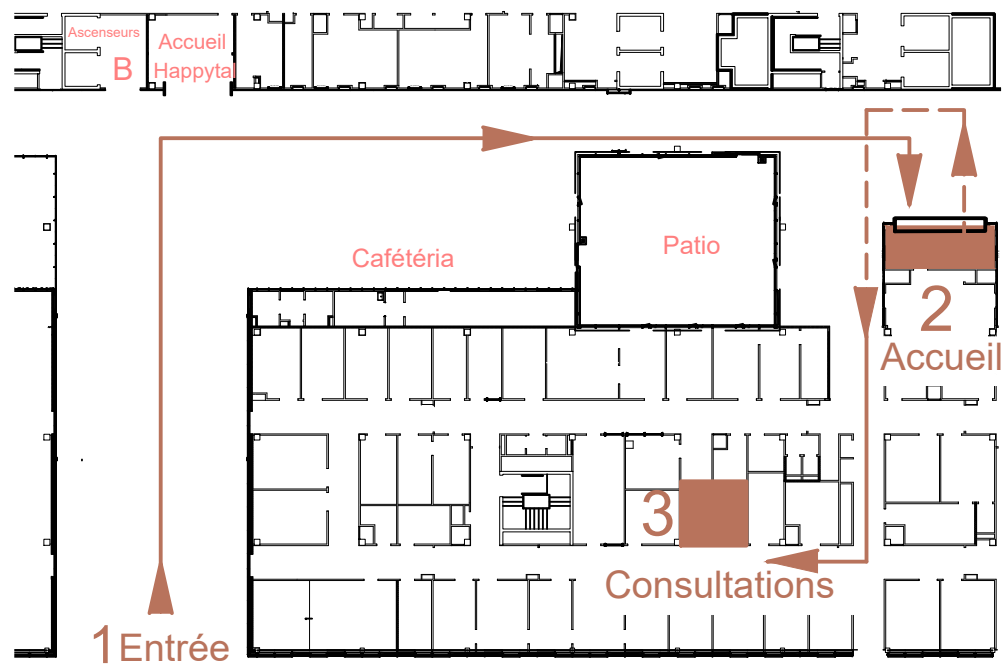 Ascenseurs
B
Accueil
Happytal
Cafétéria
Patio
2
Accueil
3
Consultations
1 Entrée